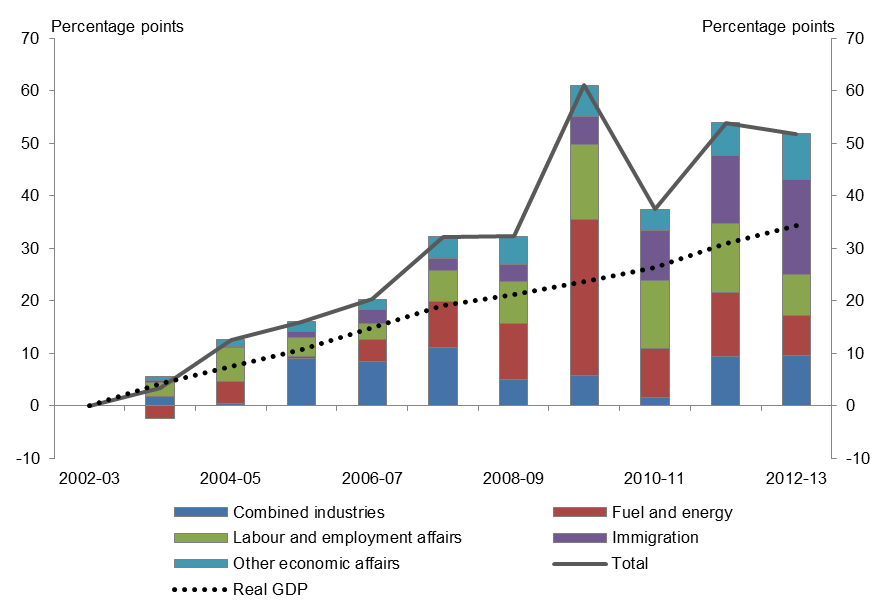 Percentage points Percentage points
70 70
60 60
50 50
40 40
30 30
20 20
10 10
0 0
-10 -10
2002-03 2004-05 2006-07 2008-09 2010-11 2012-13
Combined industries Fuel and energy
Labour and employment affairs Immigration
Other economic affairs Total
Real GDP